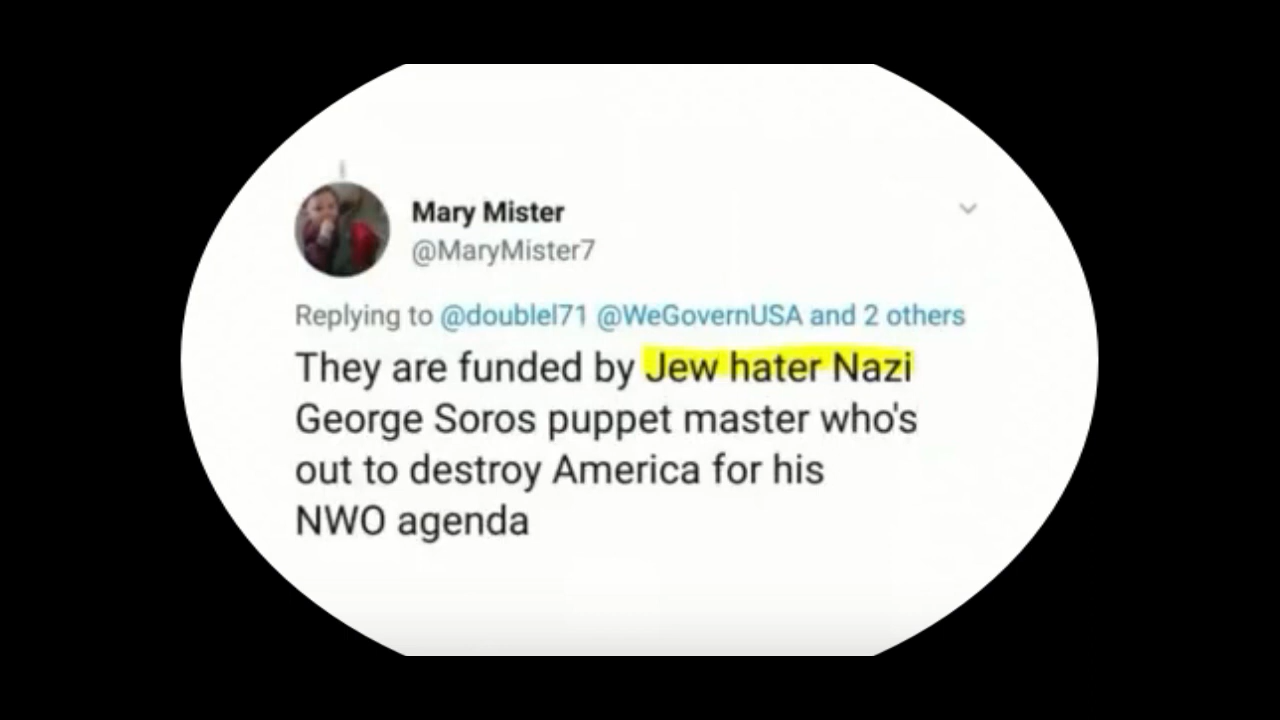 Mary Mister
@MaryMister7
Replying to @doublel71 @WeGovernUSA and 2 others
They are funded by Jew hater Nazi
George Soros puppet master who's
out to destroy America for his
NWO agenda